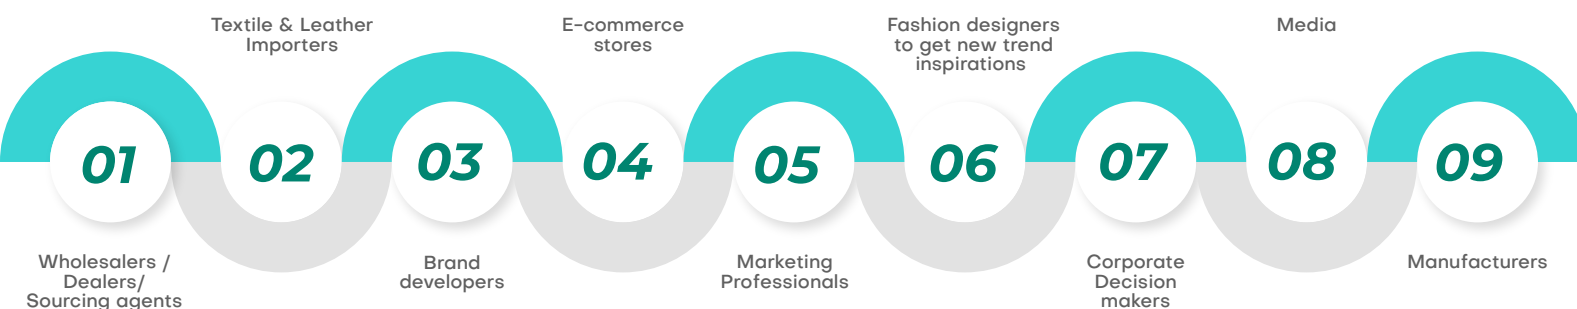 01
Wholesalers /
Dealers/
Sourcing agents
Textile & Leather
Importers
02
03
Brand
developers
E-commerce
stores
04
05
Marketing
Professionals
Fashion designers
to get new trend
inspirations
06
07
Corporate
Decision
makers
Media
08
09
Manufacturers